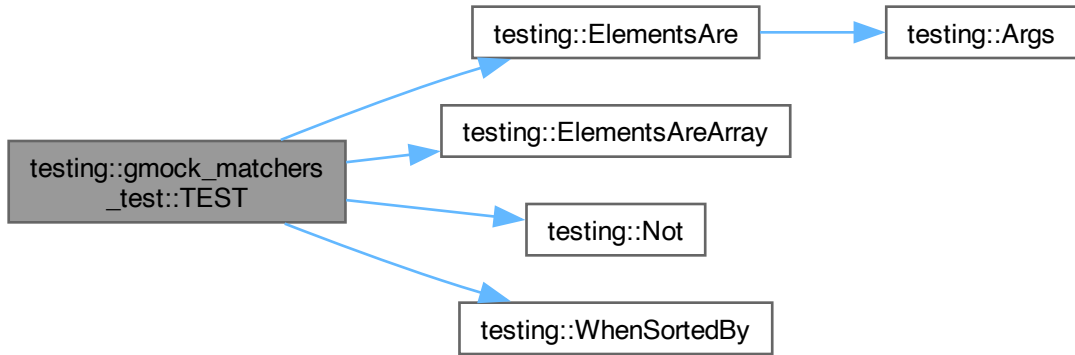 testing::ElementsAre
testing::Args
testing::ElementsAreArray
testing::gmock_matchers
_test::TEST
testing::Not
testing::WhenSortedBy